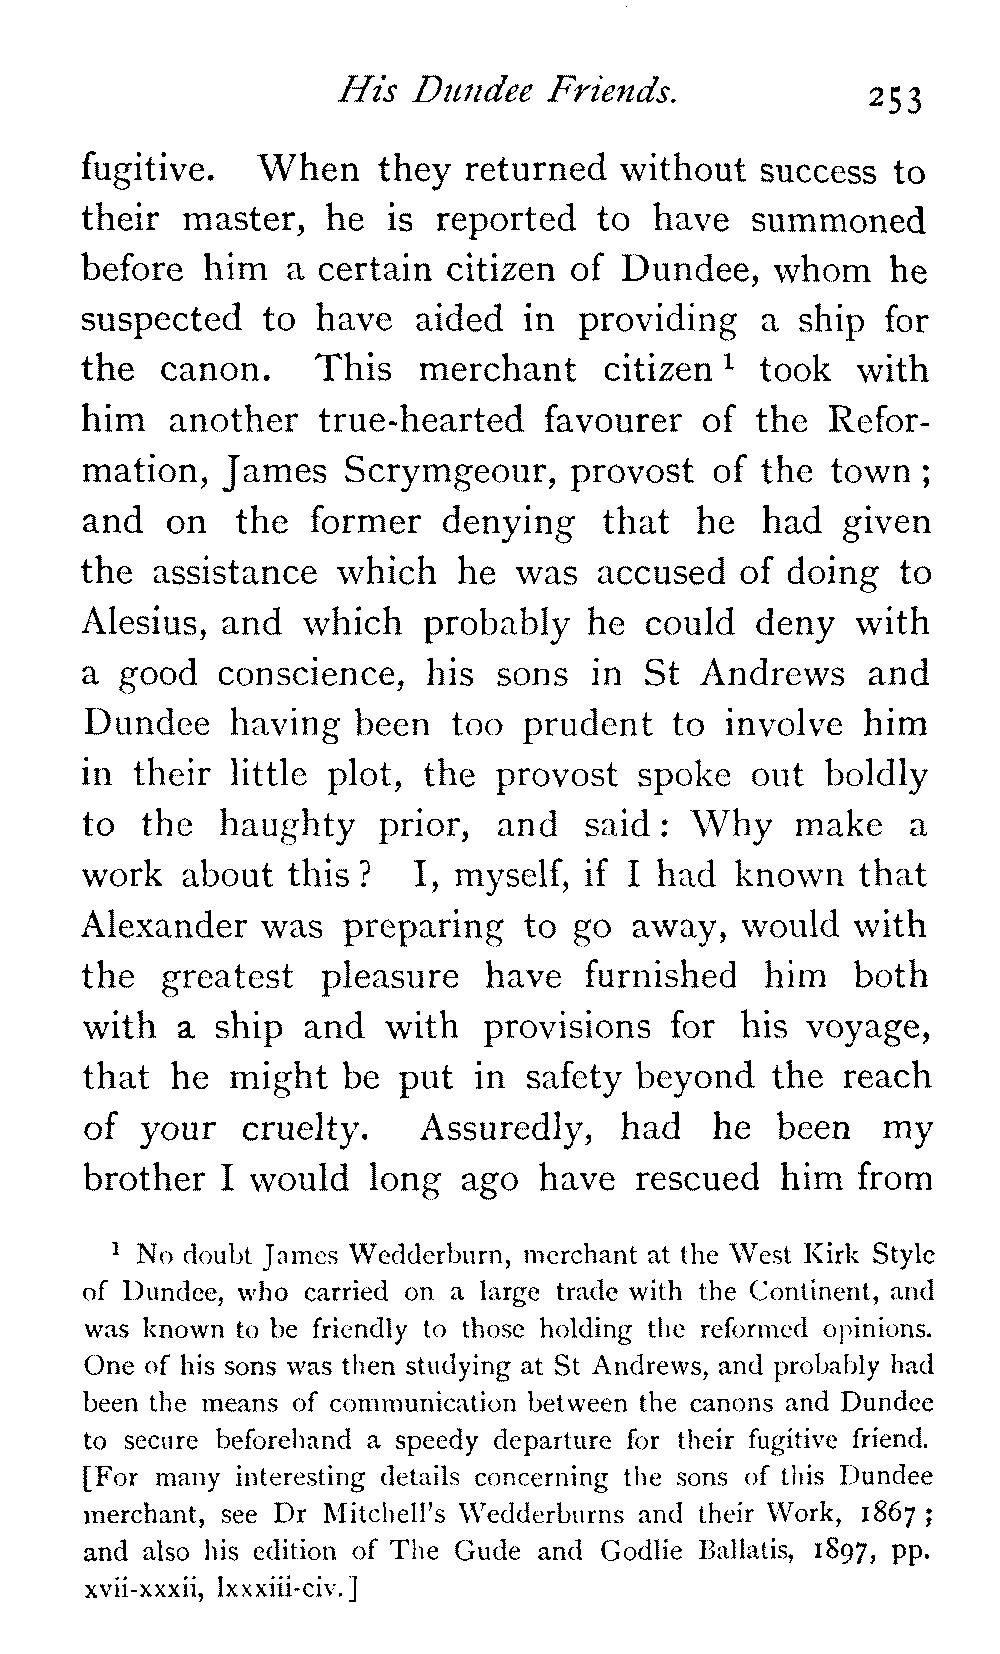 His Dundee Friends. 253
fugitive. When they returned without success to
their master, he is reported to have summoned
before him a certain citizen of Dundee, whom he
suspected to have aided in providing a ship for
the canon. This merchant citizen ¹ took with
him another true-hearted favourer of the Refor-
mation, James Scrymgeour, provost of the town ;
and on the former denying that he had given
the assistance which he was accused of doing to
Alesius, and which probably he could deny with
a good conscience, his sons in St Andrews and
Dundee having been too prudent to involve him
in their little plot, the provost spoke out boldly
to the haughty prior, and said : Why make a
work about this ? I, myself, if I had known that
Alexander was preparing to go away, would with
the greatest pleasure have furnished him both
with a ship and with provisions for his voyage,
that he might be put in safety beyond the reach
of your cruelty. Assuredly, had he been my
brother I would long ago have rescued him from
¹ No doubt James Wedderburn, merchant at the West Kirk Style
of Dundee, who carried on a large trade with the Continent, and
was known to be friendly to those holding the reformed opinions.
One of his sons was then studying at St Andrews, and probably had
been the means of communication between the canons and Dundee
to secure beforehand a speedy departure for their fugitive friend.
[For many interesting details concerning the sons of this Dundee
merchant, see Dr Mitchell's Wedderburns and their Work, 1867 ;
and also his edition of The Gude and Godlie Ballatis, 1897, pp.
xvii-xxxii, lxxxiii-civ.]